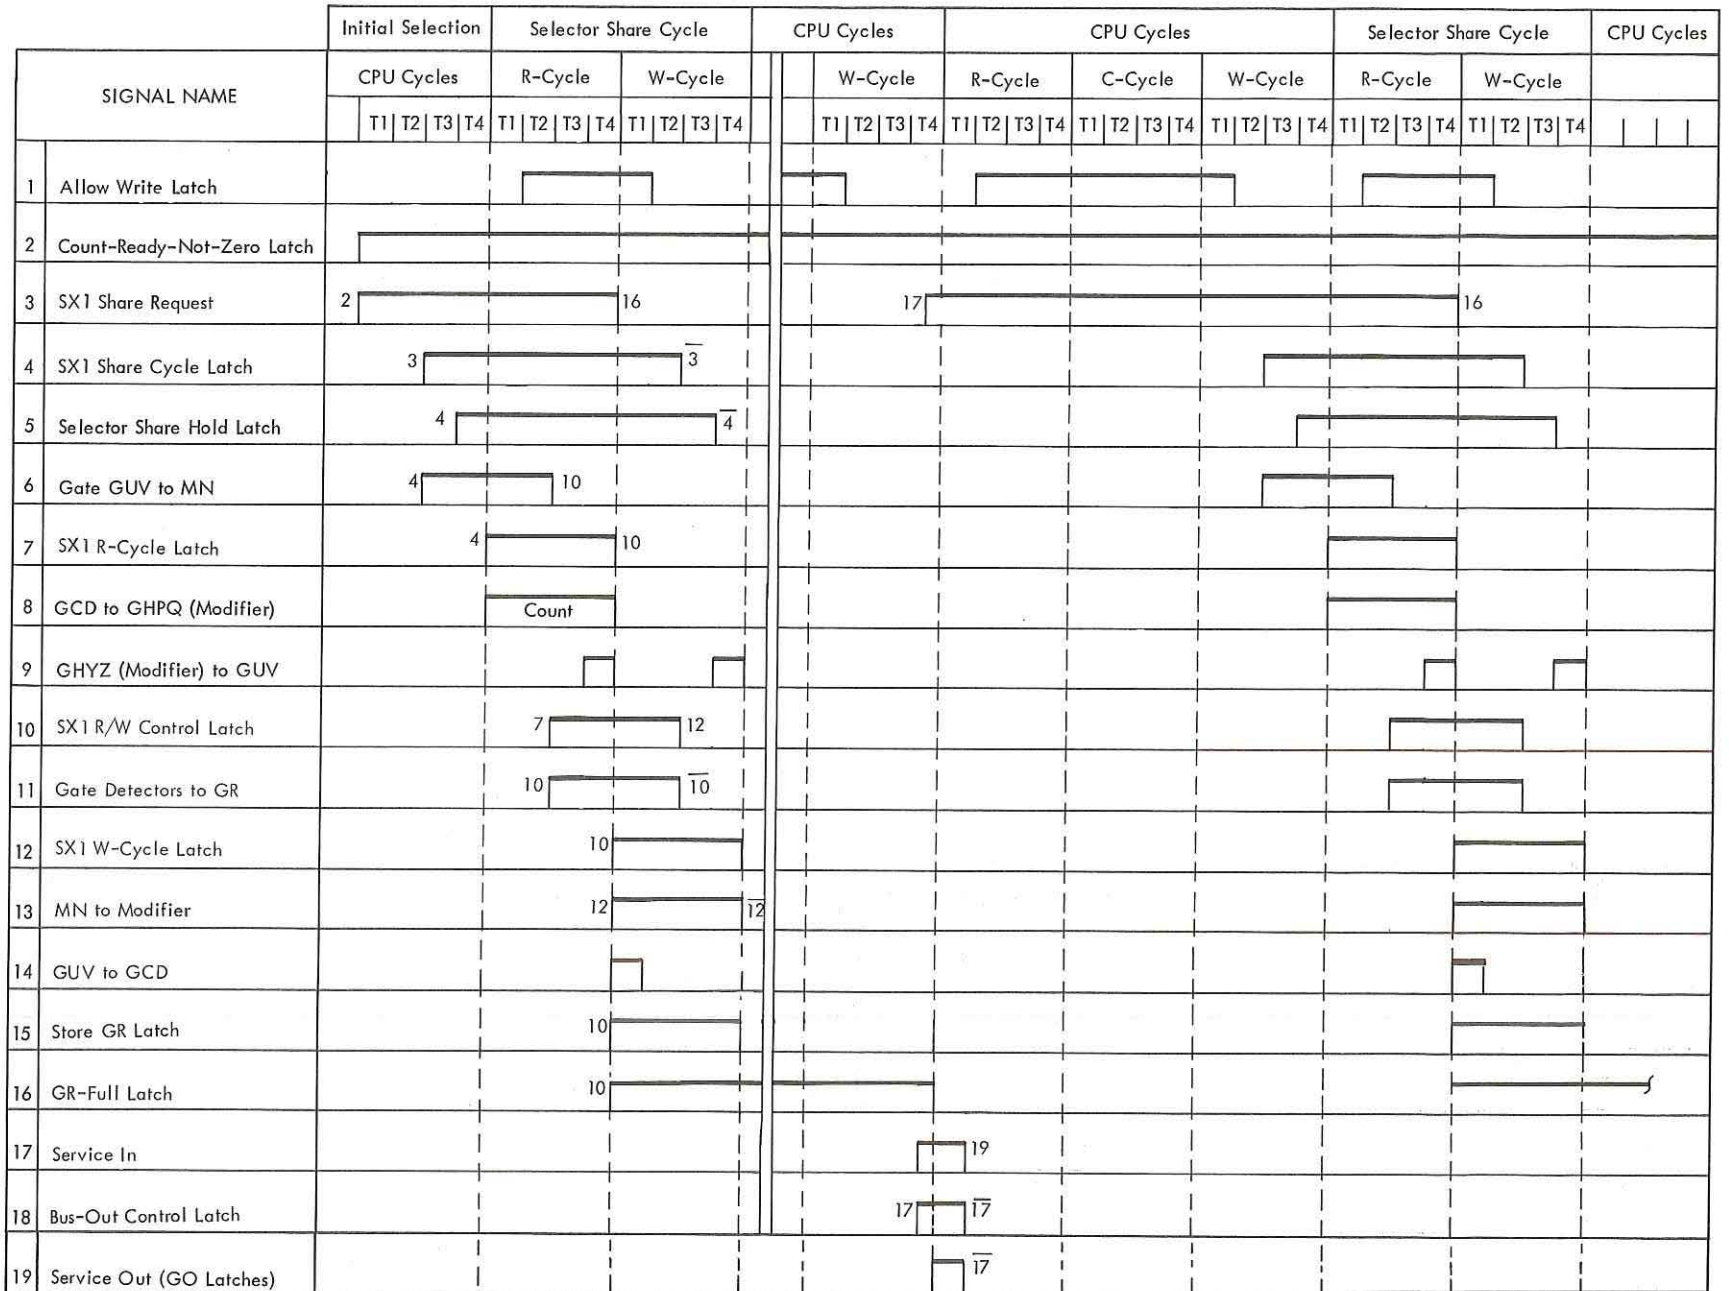 Initial Selection Selector Share Cycle CPU Cycles CPU Cycles Selector Share Cycle CPU Cycles
SIGNAL NAME CPU Cycles R-Cycle W-Cycle W-Cycle R-Cycle C-Cycle W-Cycle R-Cycle W-Cycle
T1 T2 T3 T4 T1 T2 T3 T4 T1 T2 T3 T4 T1 T2 T3 T4 T1 T2 T3 T4 T1 T2 T3 T4 T1 T2 T3 T4 T1 T2 T3 T4 T1 T2 T3 T4
1 Allow Write Latch
2 Count-Ready-Not-Zero Latch
3 SX1 Share Request 2 16 17 16
4 SX1 Share Cycle Latch 3 3̅
5 Selector Share Hold Latch 4 4̅
6 Gate GUV to MN 4 10
7 SX1 R-Cycle Latch 4 10
8 GCD to GHPQ (Modifier) Count
9 GHYZ (Modifier) to GUV
10 SX1 R/W Control Latch 7 12
11 Gate Detectors to GR 10 1̅0̅
12 SX1 W-Cycle Latch 10
13 MN to Modifier 12 1̅2̅
14 GUV to GCD
15 Store GR Latch 10
16 GR-Full Latch 10
17 Service In 19
18 Bus-Out Control Latch 17 1̅7̅
19 Service Out (GO Latches) 1̅7̅